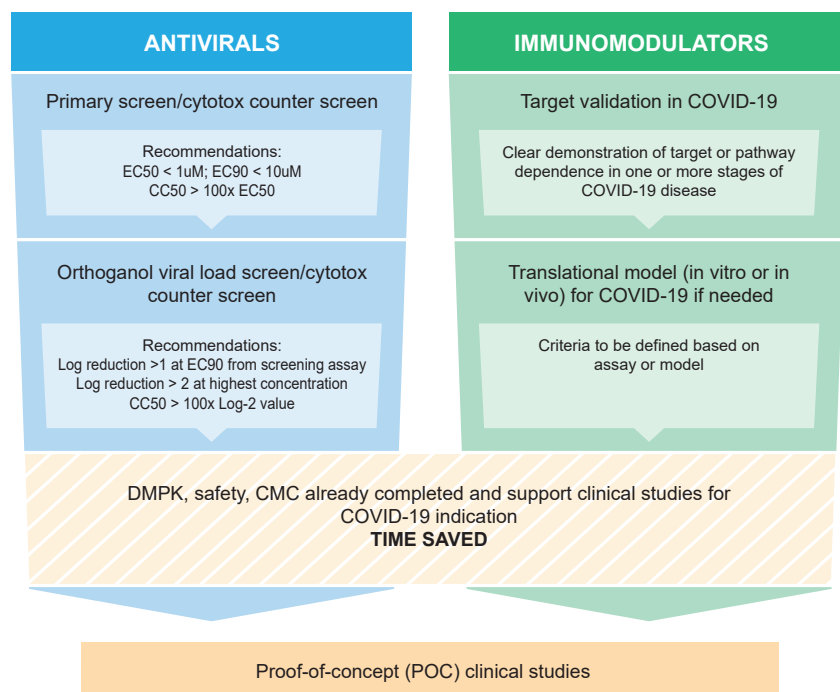 ANTIVIRALS
Primary screen/cytotox counter screen
Recommendations:
EC50 < 1uM; EC90 < 10uM
CC50 > 100x EC50
Orthoganol viral load screen/cytotox
counter screen
Recommendations:
Log reduction >1 at EC90 from screening assay
Log reduction > 2 at highest concentration
CC50 > 100x Log-2 value
IMMUNOMODULATORS
Target validation in COVID-19
Clear demonstration of target or pathway
dependence in one or more stages of
COVID-19 disease
Translational model (in vitro or in
vivo) for COVID-19 if needed
Criteria to be defined based on
assay or model
DMPK, safety, CMC already completed and support clinical studies for
COVID-19 indication
TIME SAVED
Proof-of-concept (POC) clinical studies